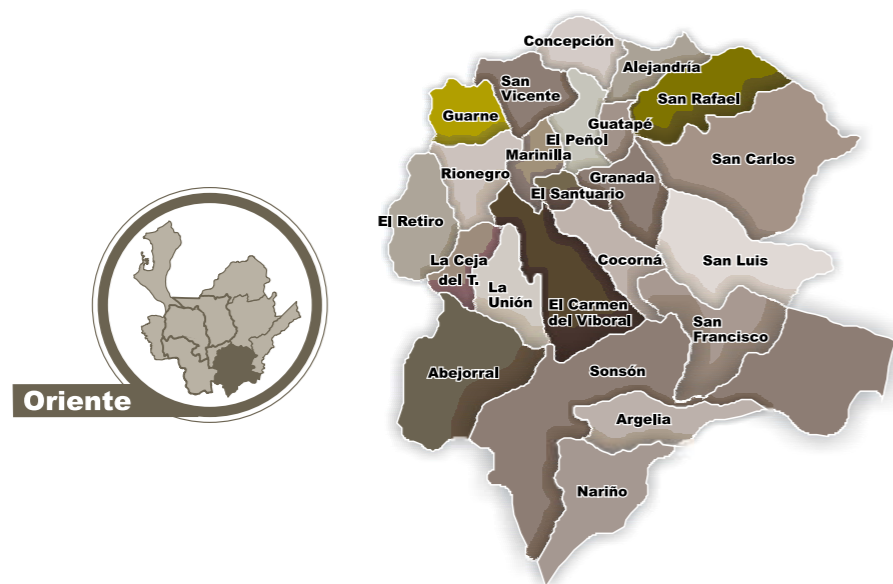 Concepción
Alejandría
San
Vicente
San Rafael
Guarne
Guatapé
El Peñol
Marinilla
San Carlos
Rionegro
Granada
El Santuario
El Retiro
La Ceja
del T.
Cocorná
San Luis
La
Unión
El Carmen
del Viboral
San
Francisco
Abejorral
Sonsón
Oriente
Argelia
Nariño